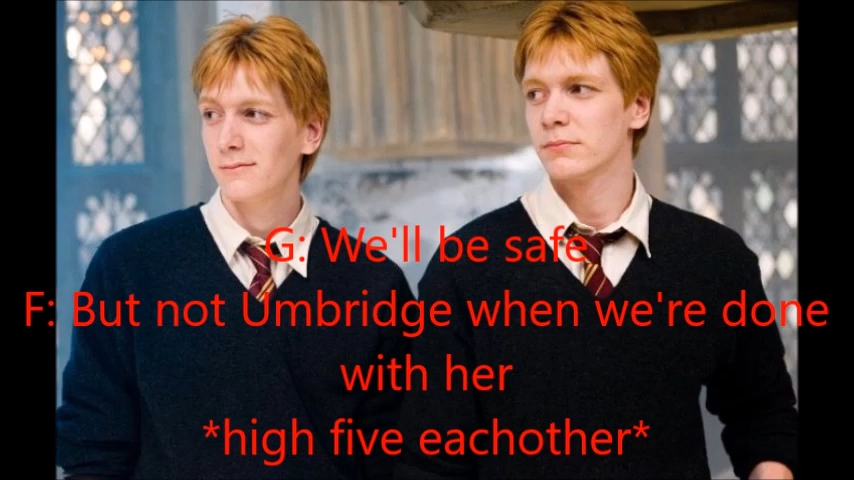 G: We'll be safe
F: But not Umbridge when we're done
with her
*high five eachother*